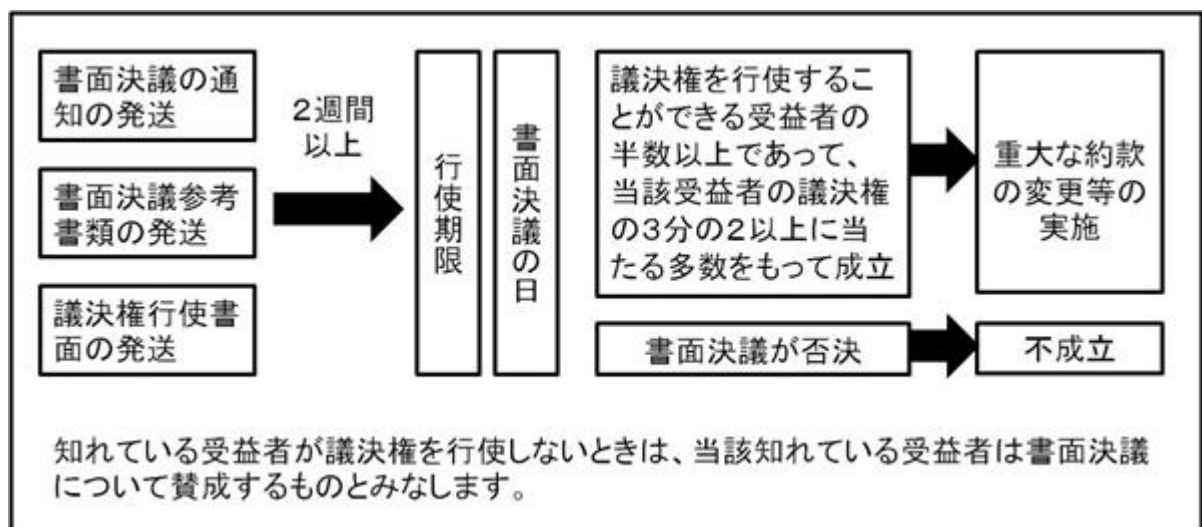 書面決議の通
知の発送
書面決議参考
書類の発送
議決権行使書
面の発送
2週間
以上
行使期限
書面決議の日
議決権を行使するこ
とができる受益者の
半数以上であって、
当該受益者の議決権
の3分の2以上に当
たる多数をもって成立
重大な約款
の変更等の
実施
書面決議が否決
不成立
知れている受益者が議決権を行使しないときは、当該知れている受益者は書面決議
について賛成するものとみなします。